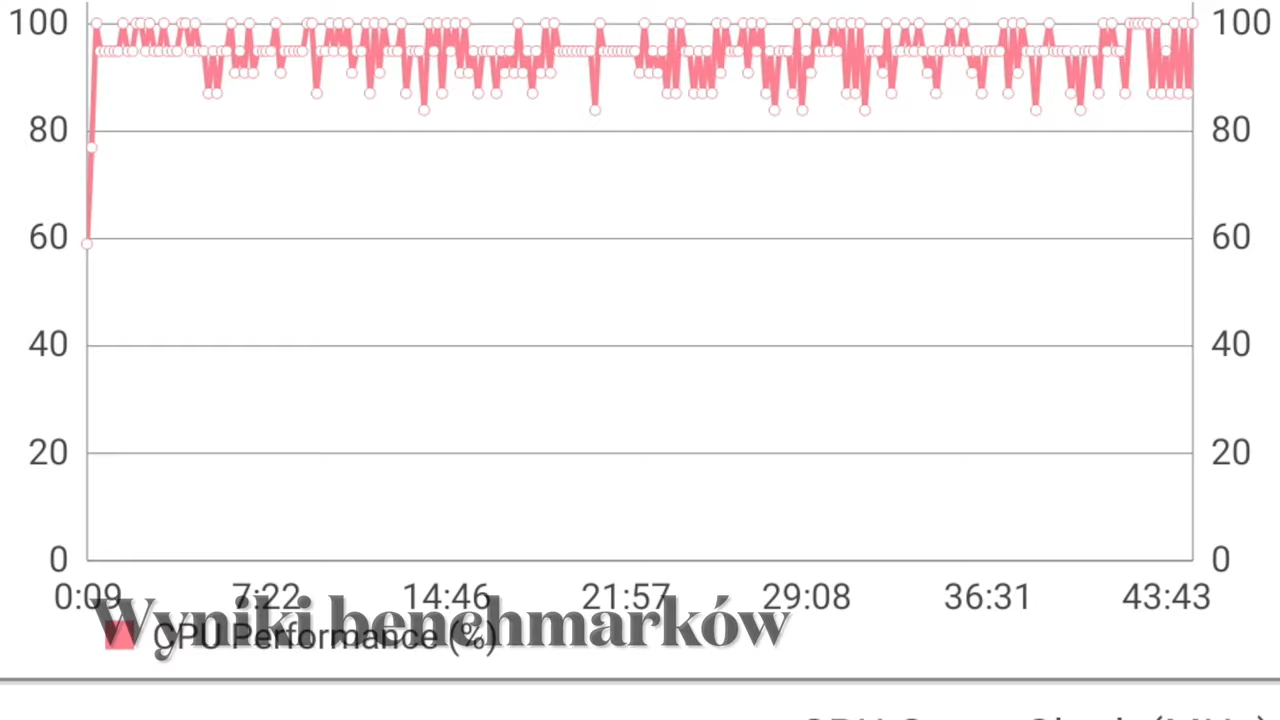 100 100
80 80
60 60
40 40
20 20
0 0
0:09 7:22 14:46 21:57 29:08 36:31 43:43
Wyniki benchmarków
CPU Performance (%)